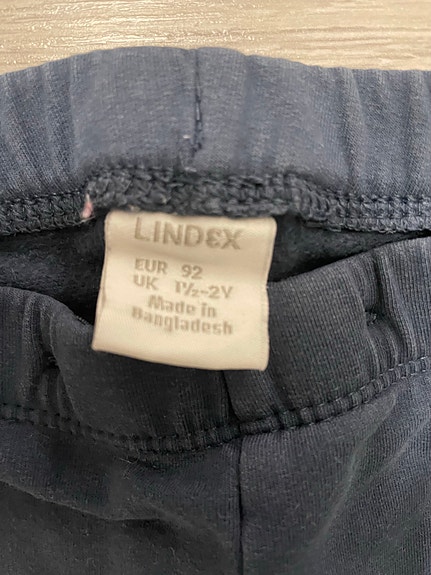 LINDEX
EUR 92
UK 1½-2Y
Made in
Bangladesh